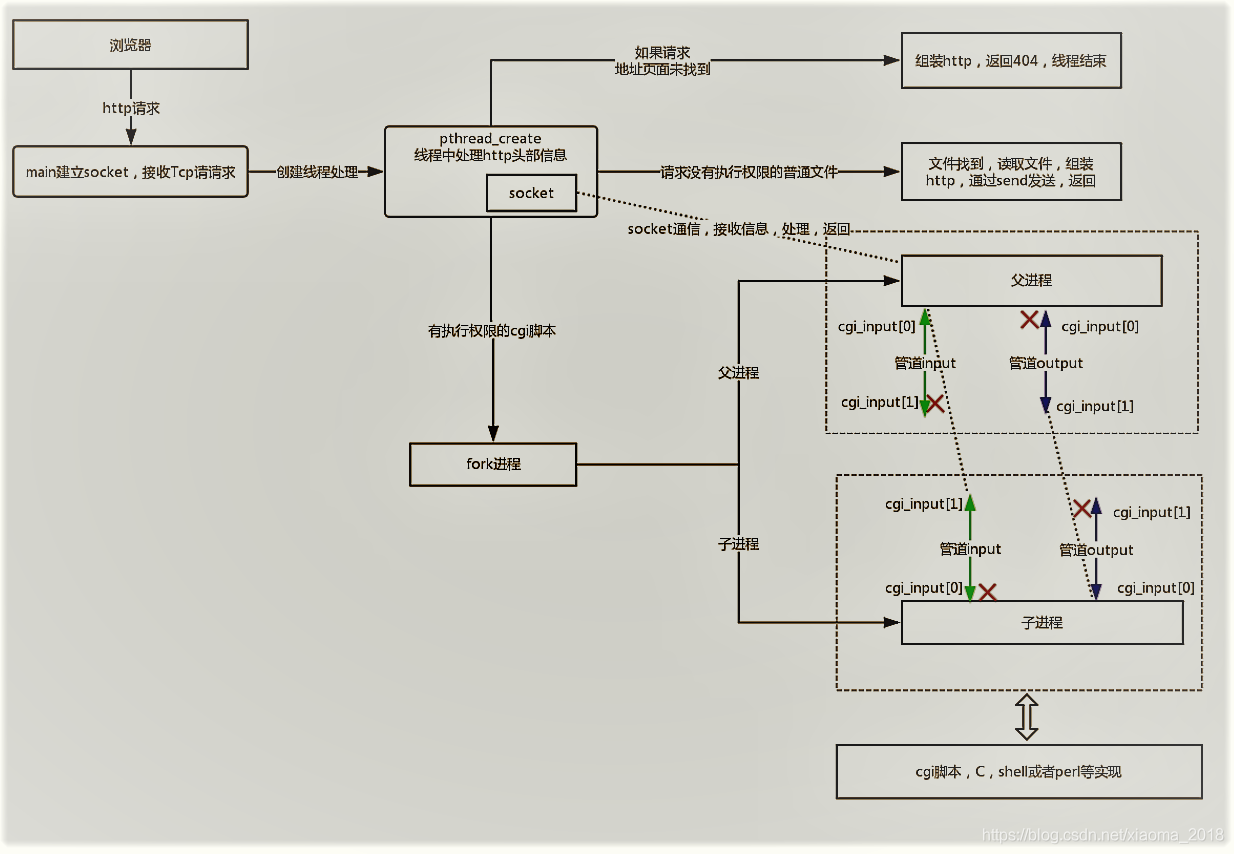 浏览器
http请求
main建立socket，接收Tcp请请求
创建线程处理
pthread_create
线程中处理http头部信息
socket
如果请求
地址页面未找到
组装http，返回404，线程结束
请求没有执行权限的普通文件
文件找到，读取文件，组装
http，通过send发送，返回
socket通信，接收信息，处理，返回
有执行权限的cgi脚本
fork进程
父进程
子进程
父进程
cgi_input[0]
cgi_input[0]
管道input
管道output
cgi_input[1]
cgi_input[1]
cgi_input[1]
cgi_input[1]
管道input
管道output
cgi_input[0]
cgi_input[0]
子进程
cgi脚本，C，shell或者perl等实现
https://blog.csdn.net/xiaoma_2018